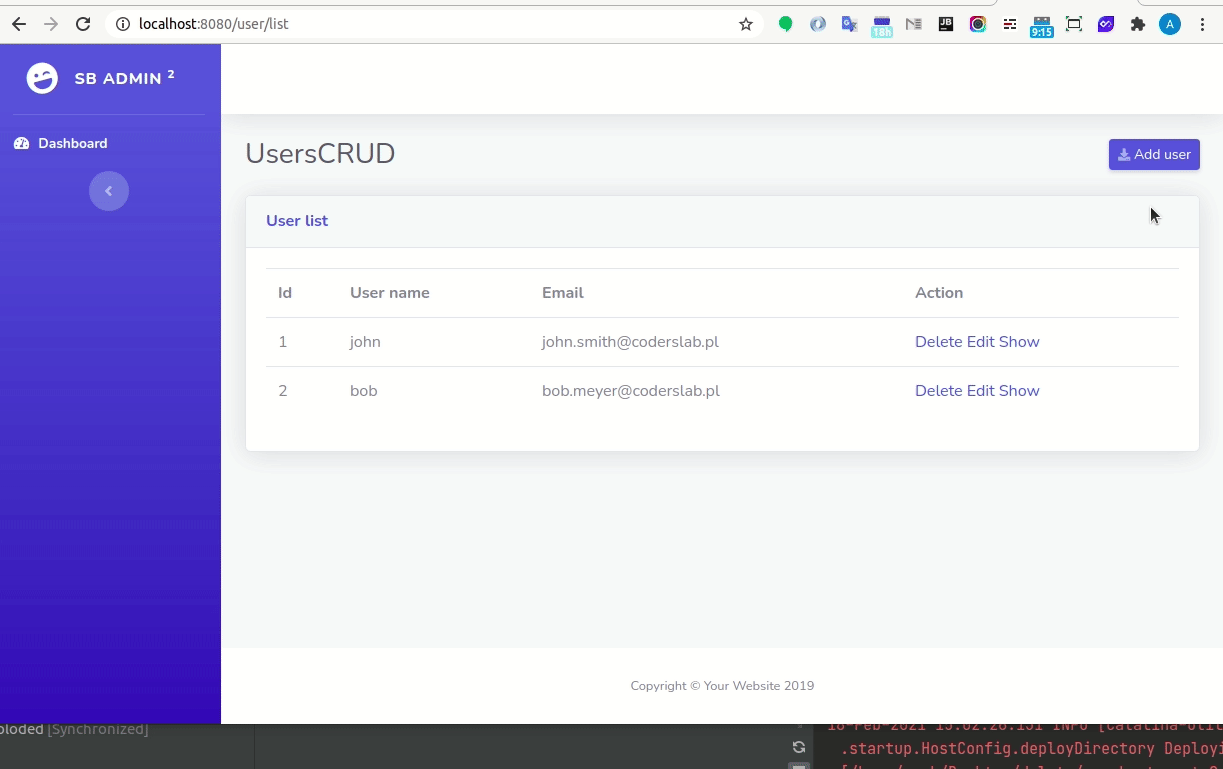 localhost:8080/user/list
18h
JB
9:15
A
SB ADMIN 2
Dashboard
UsersCRUD
Add user
User list
Id User name Email Action
1 john john.smith@coderslab.pl Delete Edit Show
2 bob bob.meyer@coderslab.pl Delete Edit Show
Copyright © Your Website 2019
ploded [Synchronized]
.startup.HostConfig.deployDirectory Deployi